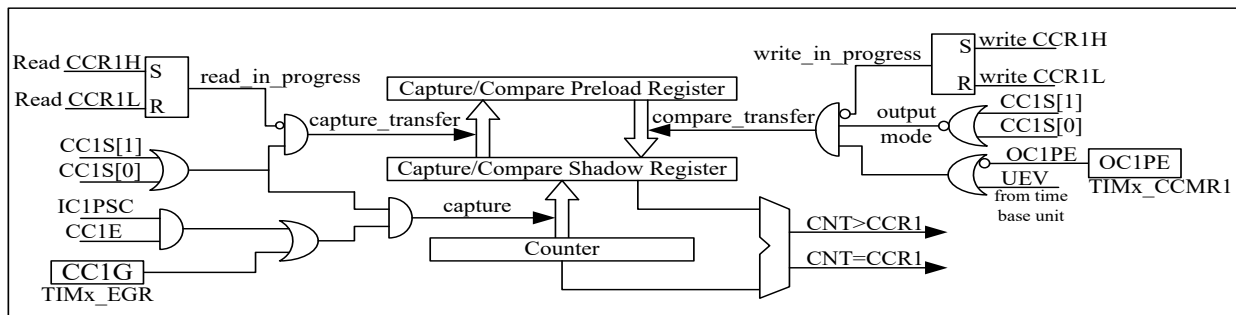 Read CCR1H
S
Read CCR1L
R
read_in_progress
CC1S[1]
CC1S[0]
IC1PSC
CC1E
CC1G
TIMx_EGR
capture_transfer
capture
Capture/Compare Preload Register
Capture/Compare Shadow Register
Counter
compare_transfer
write_in_progress
S
write CCR1H
R
write CCR1L
output
mode
CC1S[1]
CC1S[0]
OC1PE
OC1PE
UEV
TIMx_CCMR1
from time
base unit
CNT>CCR1
CNT=CCR1